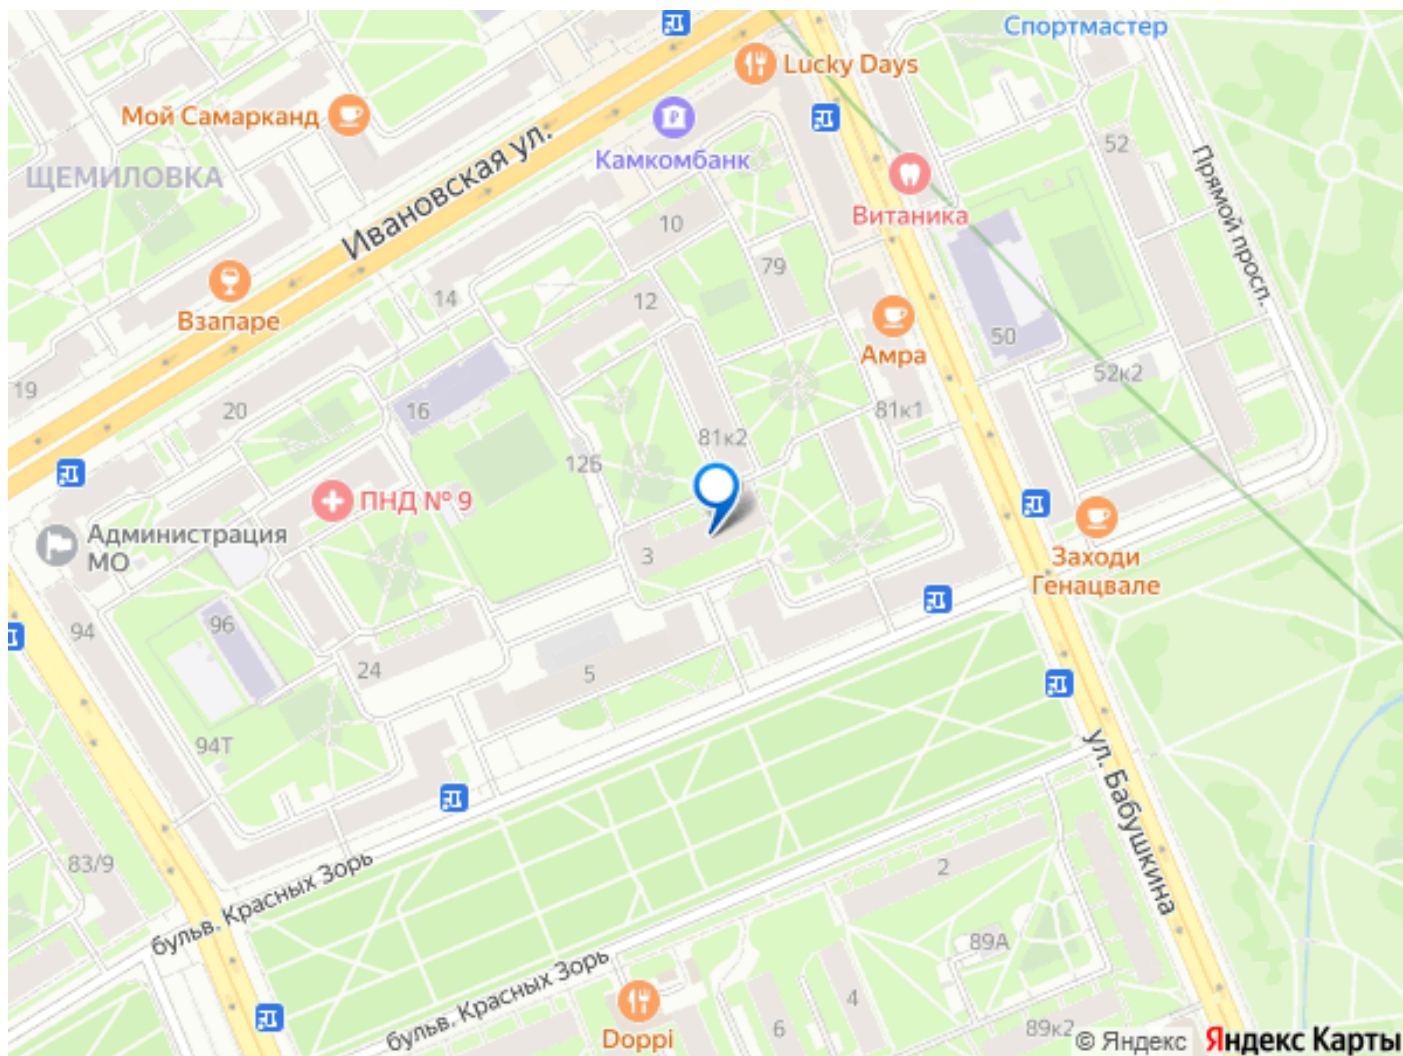 Спортмастер
Lucky Days
Мой Самарканд
Ивановская ул.
Камкомбанк
52
Прямой просп.
ЩЕМИЛОВКА
Витаника
10
79
14
12
Взапаре
Амра
50
52к2
19
20
16
81к1
81к2
12Б
ПНД № 9
Администрация
МО
3
Заходи
Генацвале
94
96
24
5
94Т
ул. Бабушкина
83/9
бульв. Красных Зорь
2
89А
бульв. Красных Зорь
4
6
Doppi
89к2
© Яндекс
Яндекс Карты